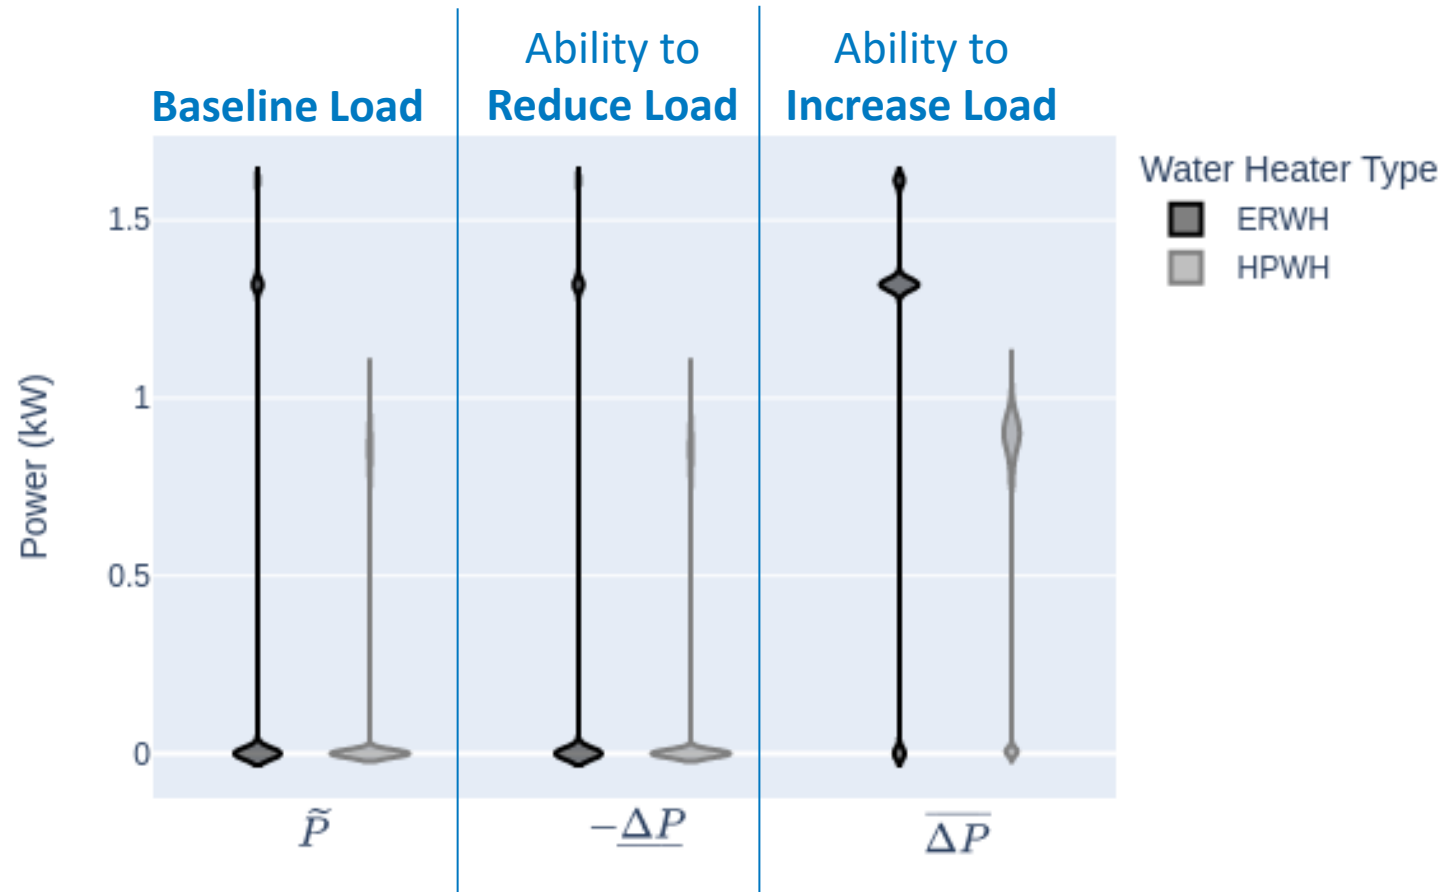 Baseline Load
Ability to
Reduce Load
Ability to
Increase Load
Water Heater Type
ERWH
HPWH
Power (kW)
1.5
1
0.5
0
P̃
−ΔP̲
Δ̅P̅